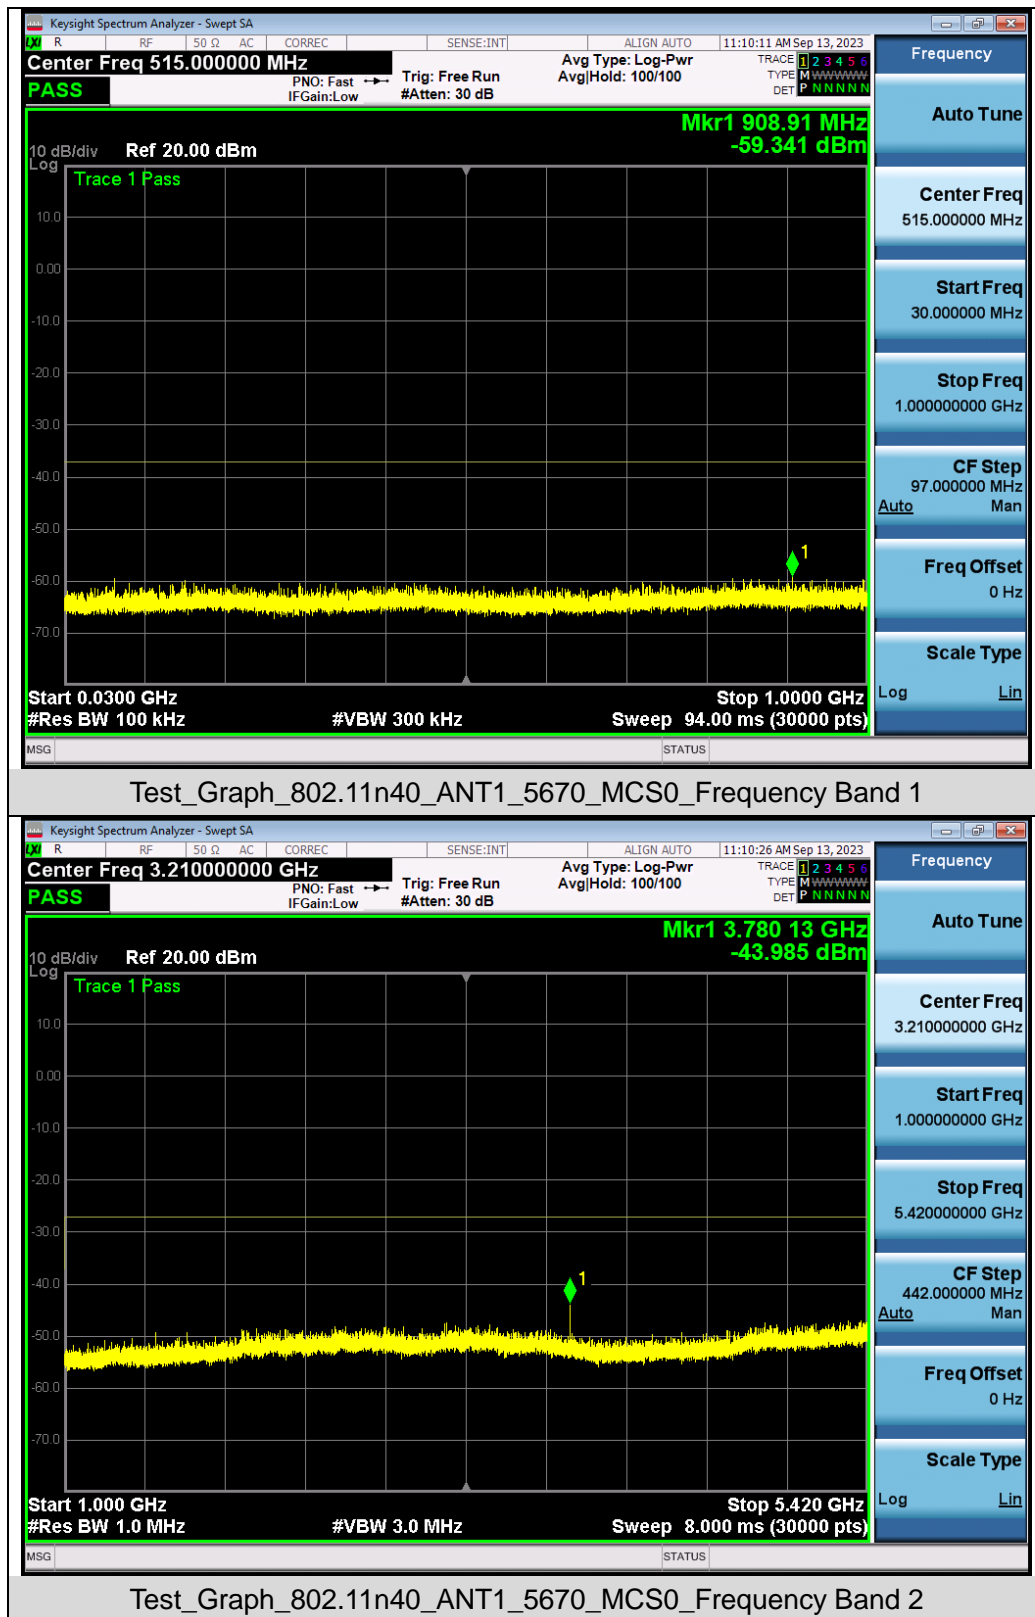 Keysight Spectrum Analyzer - Swept SA
LXI R RF 50 Ω AC CORREC SENSE:INT ALIGN AUTO 11:10:11 AM Sep 13, 2023
Center Freq 515.000000 MHz
PASS
PNO: Fast
IFGain:Low
Trig: Free Run
#Atten: 30 dB
Avg Type: Log-Pwr
Avg|Hold: 100/100
TRACE 1 2 3 4 5 6
TYPE M WWWWW
DET P N N N N N
Mkr1 908.91 MHz
-59.341 dBm
10 dB/div Ref 20.00 dBm
Log
Trace 1 Pass
10.0
0.00
-10.0
-20.0
-30.0
-40.0
-50.0
1
-60.0
-70.0
Start 0.0300 GHz Stop 1.0000 GHz
#Res BW 100 kHz #VBW 300 kHz Sweep 94.00 ms (30000 pts)
MSG STATUS
Frequency
Auto Tune
Center Freq
515.000000 MHz
Start Freq
30.000000 MHz
Stop Freq
1.000000000 GHz
CF Step
97.000000 MHz
Auto Man
Freq Offset
0 Hz
Scale Type
Log Lin
Test_Graph_802.11n40_ANT1_5670_MCS0_Frequency Band 1
Keysight Spectrum Analyzer - Swept SA
LXI R RF 50 Ω AC CORREC SENSE:INT ALIGN AUTO 11:10:26 AM Sep 13, 2023
Center Freq 3.210000000 GHz
PASS
PNO: Fast
IFGain:Low
Trig: Free Run
#Atten: 30 dB
Avg Type: Log-Pwr
Avg|Hold: 100/100
TRACE 1 2 3 4 5 6
TYPE M WWWWW
DET P N N N N N
Mkr1 3.780 13 GHz
-43.985 dBm
10 dB/div Ref 20.00 dBm
Log
Trace 1 Pass
10.0
0.00
-10.0
-20.0
-30.0
-40.0
1
-50.0
-60.0
-70.0
Start 1.000 GHz Stop 5.420 GHz
#Res BW 1.0 MHz #VBW 3.0 MHz Sweep 8.000 ms (30000 pts)
MSG STATUS
Frequency
Auto Tune
Center Freq
3.210000000 GHz
Start Freq
1.000000000 GHz
Stop Freq
5.420000000 GHz
CF Step
442.000000 MHz
Auto Man
Freq Offset
0 Hz
Scale Type
Log Lin
Test_Graph_802.11n40_ANT1_5670_MCS0_Frequency Band 2